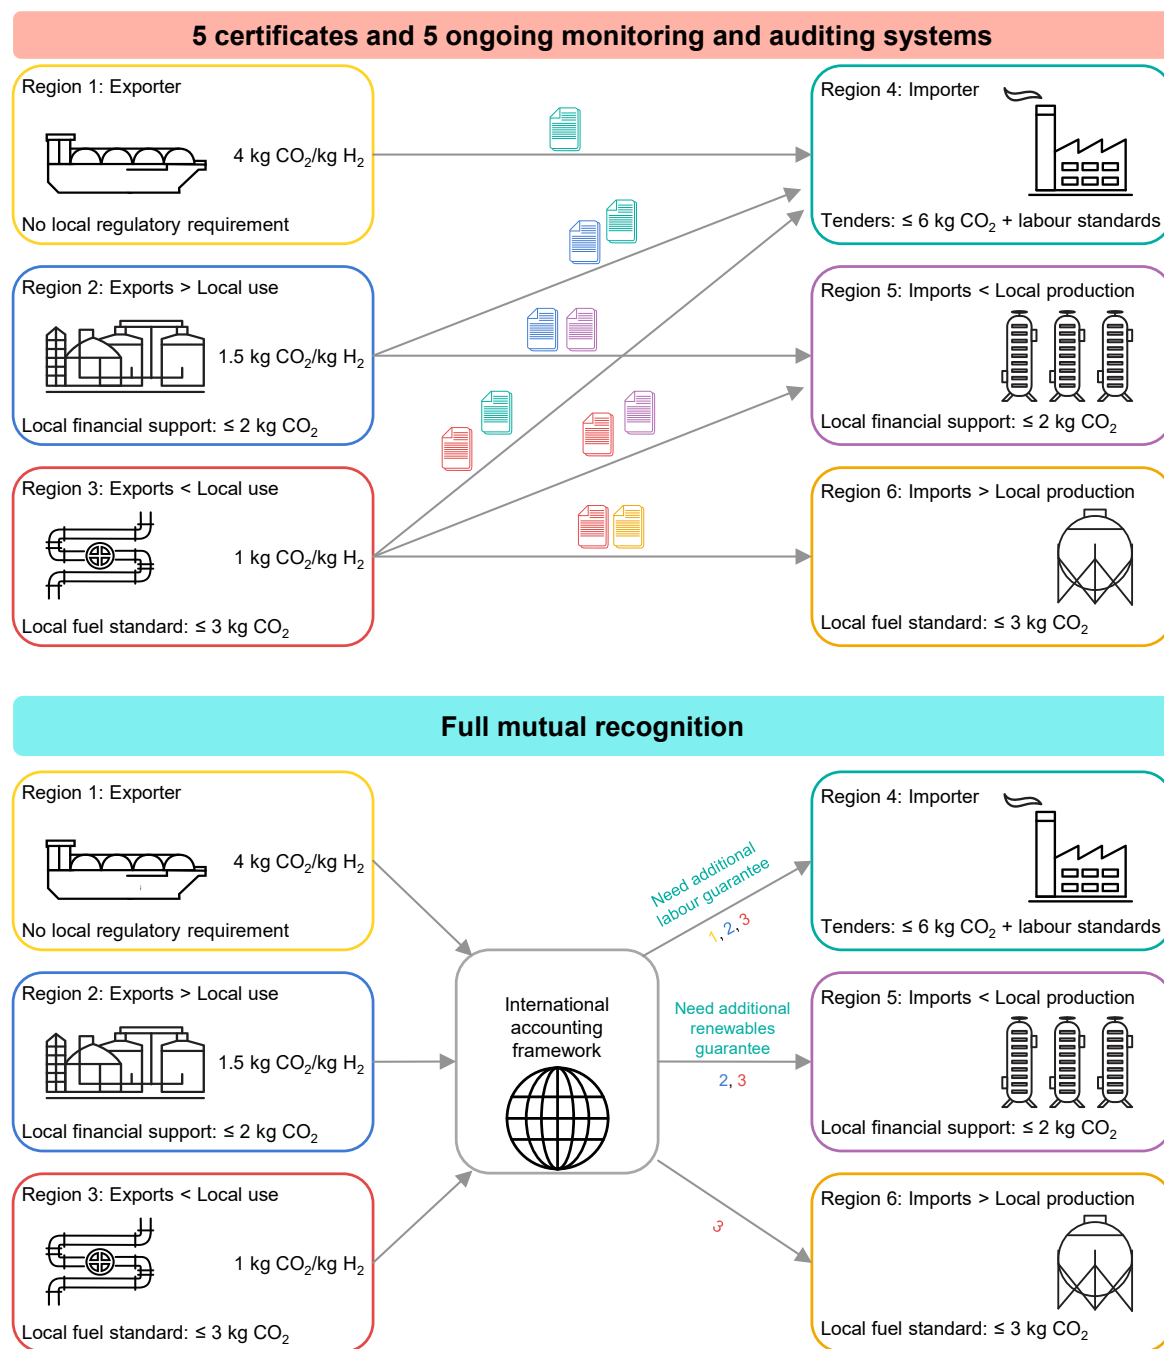 5 certificates and 5 ongoing monitoring and auditing systems
Region 1: Exporter
4 kg CO₂/kg H₂
No local regulatory requirement
Region 2: Exports > Local use
1.5 kg CO₂/kg H₂
Local financial support: ≤ 2 kg CO₂
Region 3: Exports < Local use
1 kg CO₂/kg H₂
Local fuel standard: ≤ 3 kg CO₂
Region 4: Importer
Tenders: ≤ 6 kg CO₂ + labour standards
Region 5: Imports < Local production
Local financial support: ≤ 2 kg CO₂
Region 6: Imports > Local production
Local fuel standard: ≤ 3 kg CO₂
Full mutual recognition
Region 1: Exporter
4 kg CO₂/kg H₂
No local regulatory requirement
Region 2: Exports > Local use
1.5 kg CO₂/kg H₂
Local financial support: ≤ 2 kg CO₂
Region 3: Exports < Local use
1 kg CO₂/kg H₂
Local fuel standard: ≤ 3 kg CO₂
International
accounting
framework
Need additional
labour guarantee
1, 2, 3
Need additional
renewables
guarantee
2, 3
3
Region 4: Importer
Tenders: ≤ 6 kg CO₂ + labour standards
Region 5: Imports < Local production
Local financial support: ≤ 2 kg CO₂
Region 6: Imports > Local production
Local fuel standard: ≤ 3 kg CO₂